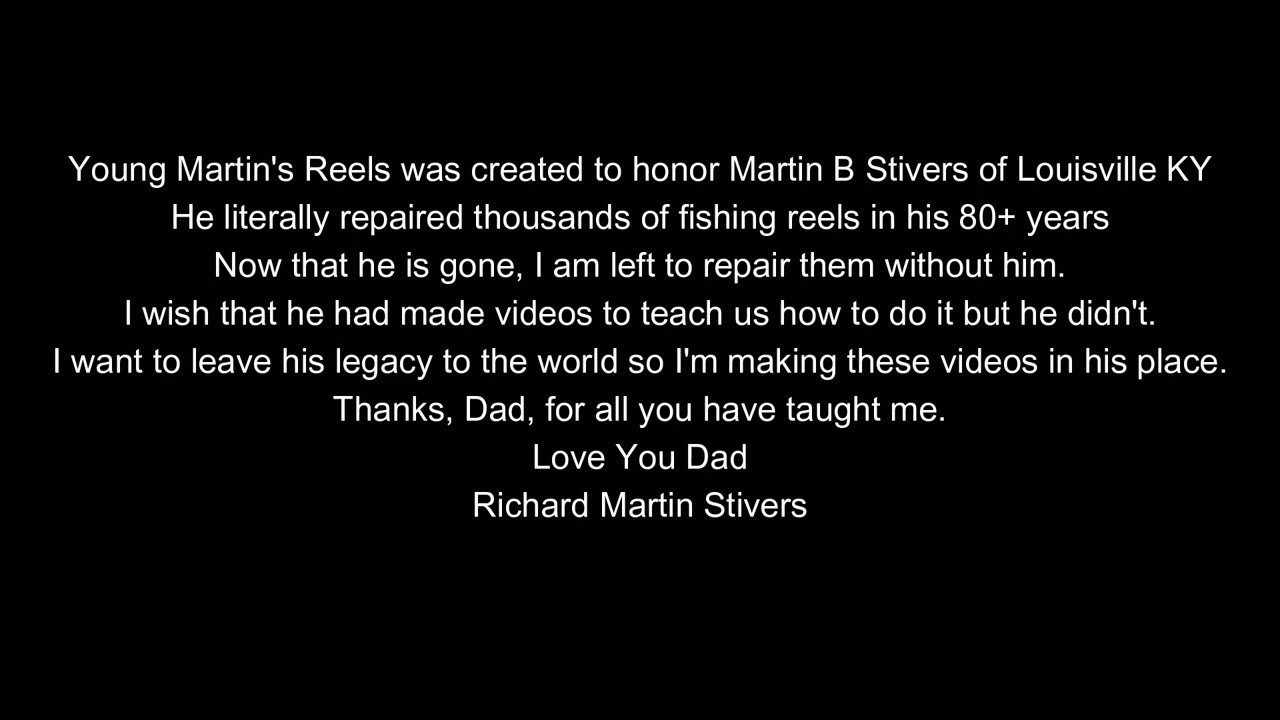 Young Martin's Reels was created to honor Martin B Stivers of Louisville KY
He literally repaired thousands of fishing reels in his 80+ years
Now that he is gone, I am left to repair them without him.
I wish that he had made videos to teach us how to do it but he didn't.
I want to leave his legacy to the world so I'm making these videos in his place.
Thanks, Dad, for all you have taught me.
Love You Dad
Richard Martin Stivers